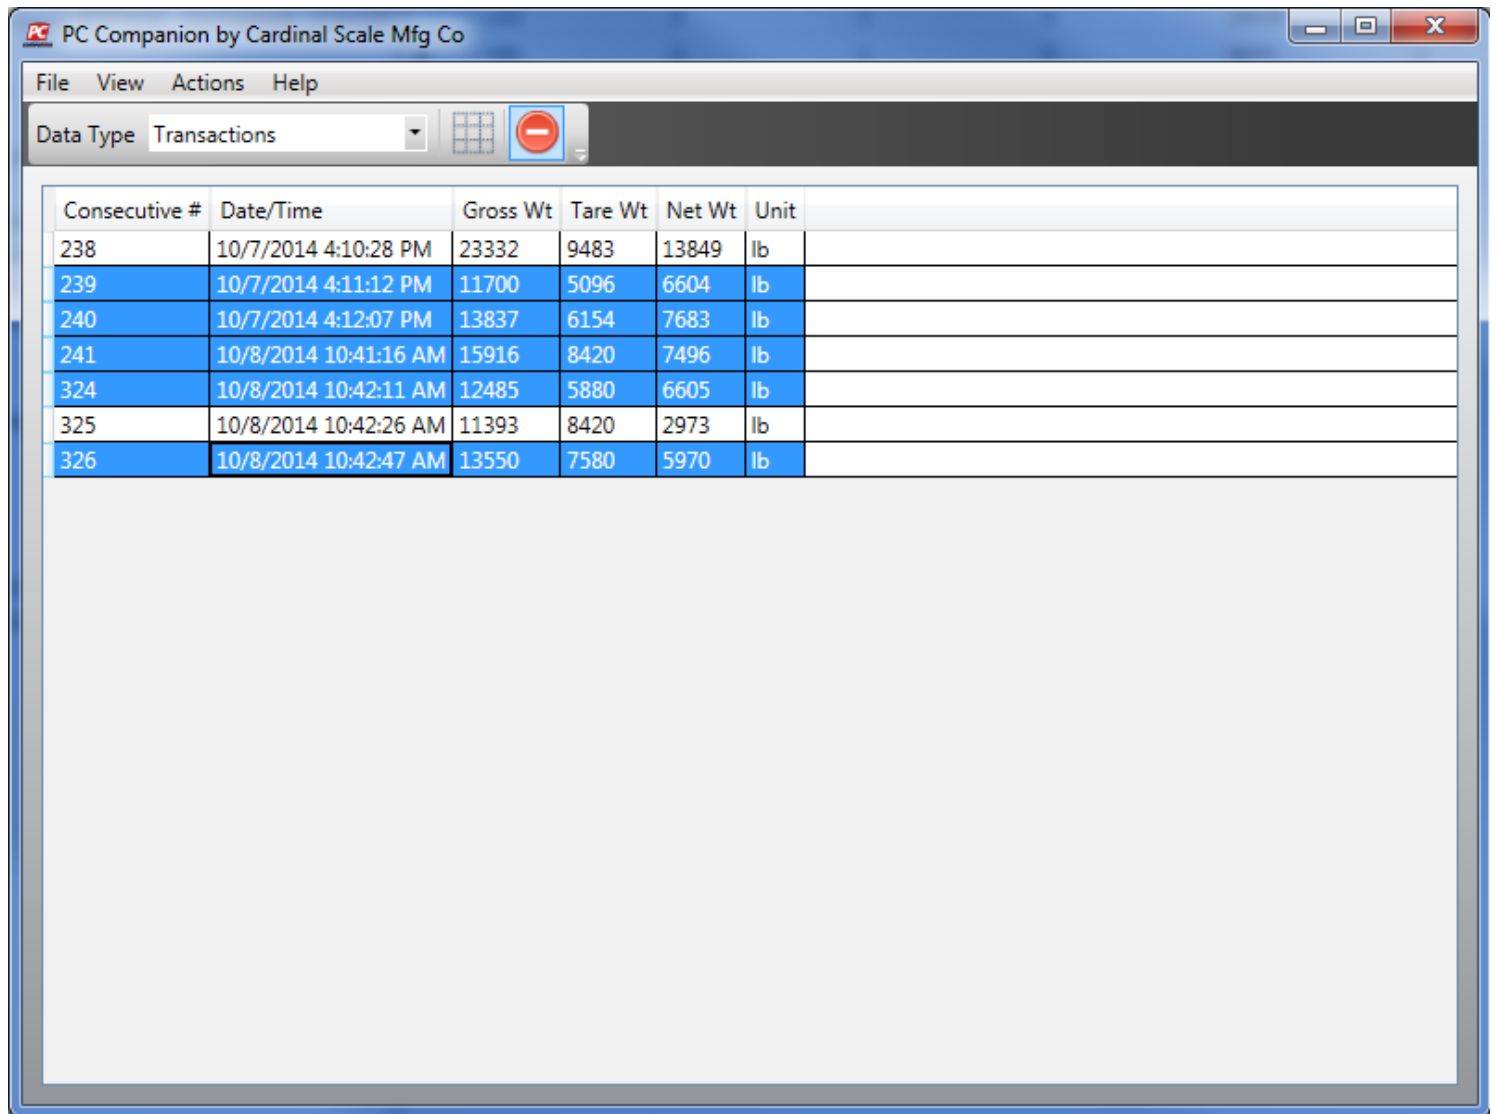 PC PC Companion by Cardinal Scale Mfg Co
File View Actions Help
Data Type Transactions
Consecutive # Date/Time Gross Wt Tare Wt Net Wt Unit
238 10/7/2014 4:10:28 PM 23332 9483 13849 lb
239 10/7/2014 4:11:12 PM 11700 5096 6604 lb
240 10/7/2014 4:12:07 PM 13837 6154 7683 lb
241 10/8/2014 10:41:16 AM 15916 8420 7496 lb
324 10/8/2014 10:42:11 AM 12485 5880 6605 lb
325 10/8/2014 10:42:26 AM 11393 8420 2973 lb
326 10/8/2014 10:42:47 AM 13550 7580 5970 lb